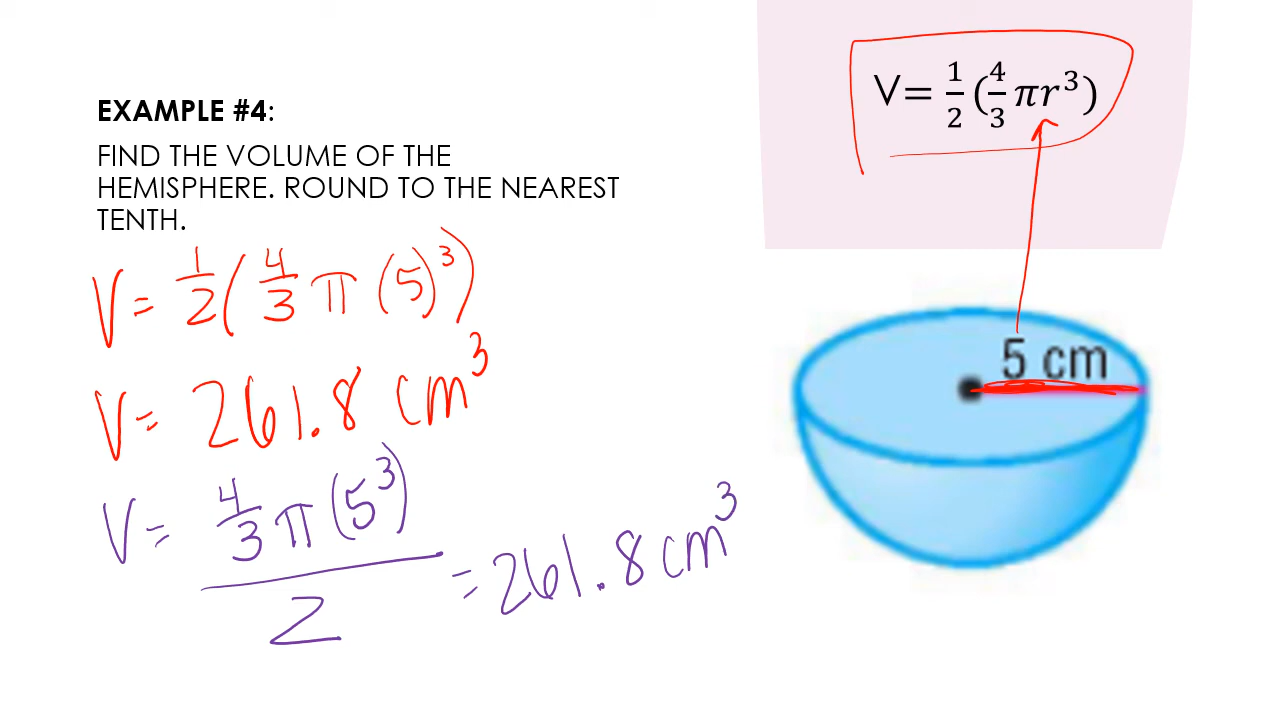 EXAMPLE #4:
FIND THE VOLUME OF THE
HEMISPHERE. ROUND TO THE NEAREST
TENTH.
V = 1/2 ( 4/3 π (5)³ )
V = 261.8 cm³
V = 4/3 π (5³) / 2 = 261.8 cm³
V= 1/2 (4/3 πr³)
5 cm